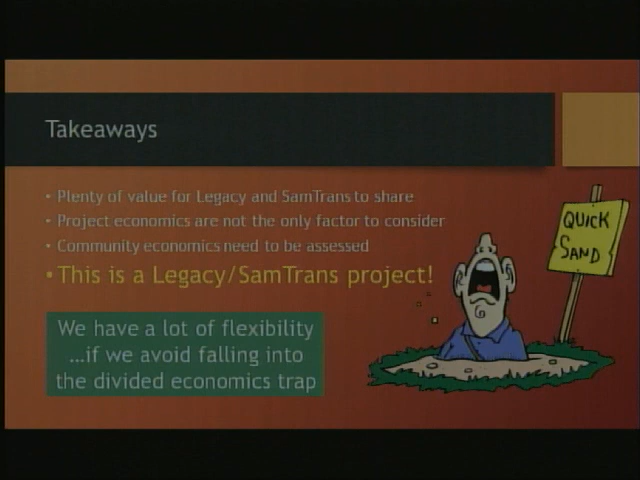 Takeaways
• Plenty of value for Legacy and SamTrans to share
• Project economics are not the only factor to consider
• Community economics need to be assessed
• This is a Legacy/SamTrans project!
QUICK
SAND
We have a lot of flexibility
...if we avoid falling into
the divided economics trap